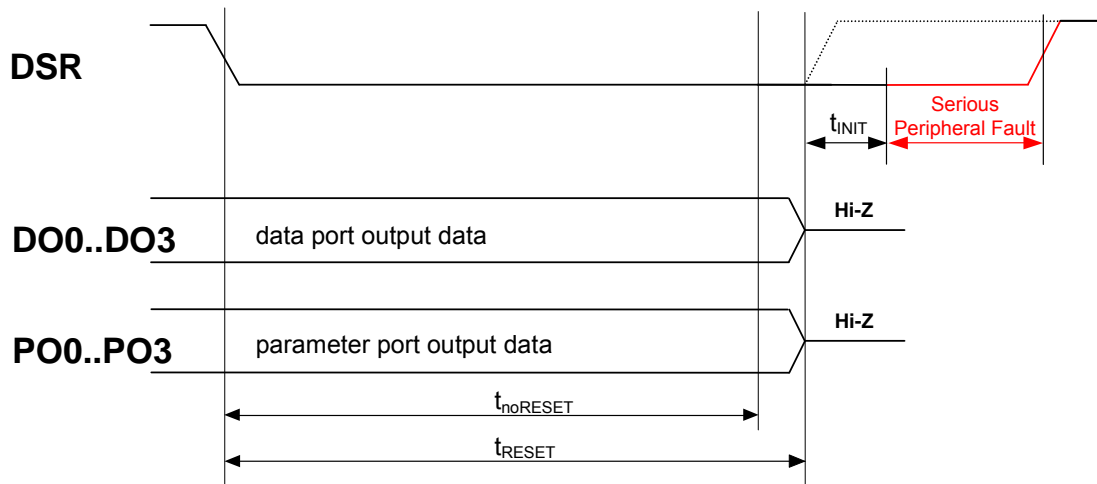 DSR
Serious
Peripheral Fault
tINIT
Hi-Z
DO0..DO3
data port output data
Hi-Z
PO0..PO3
parameter port output data
tnoRESET
tRESET